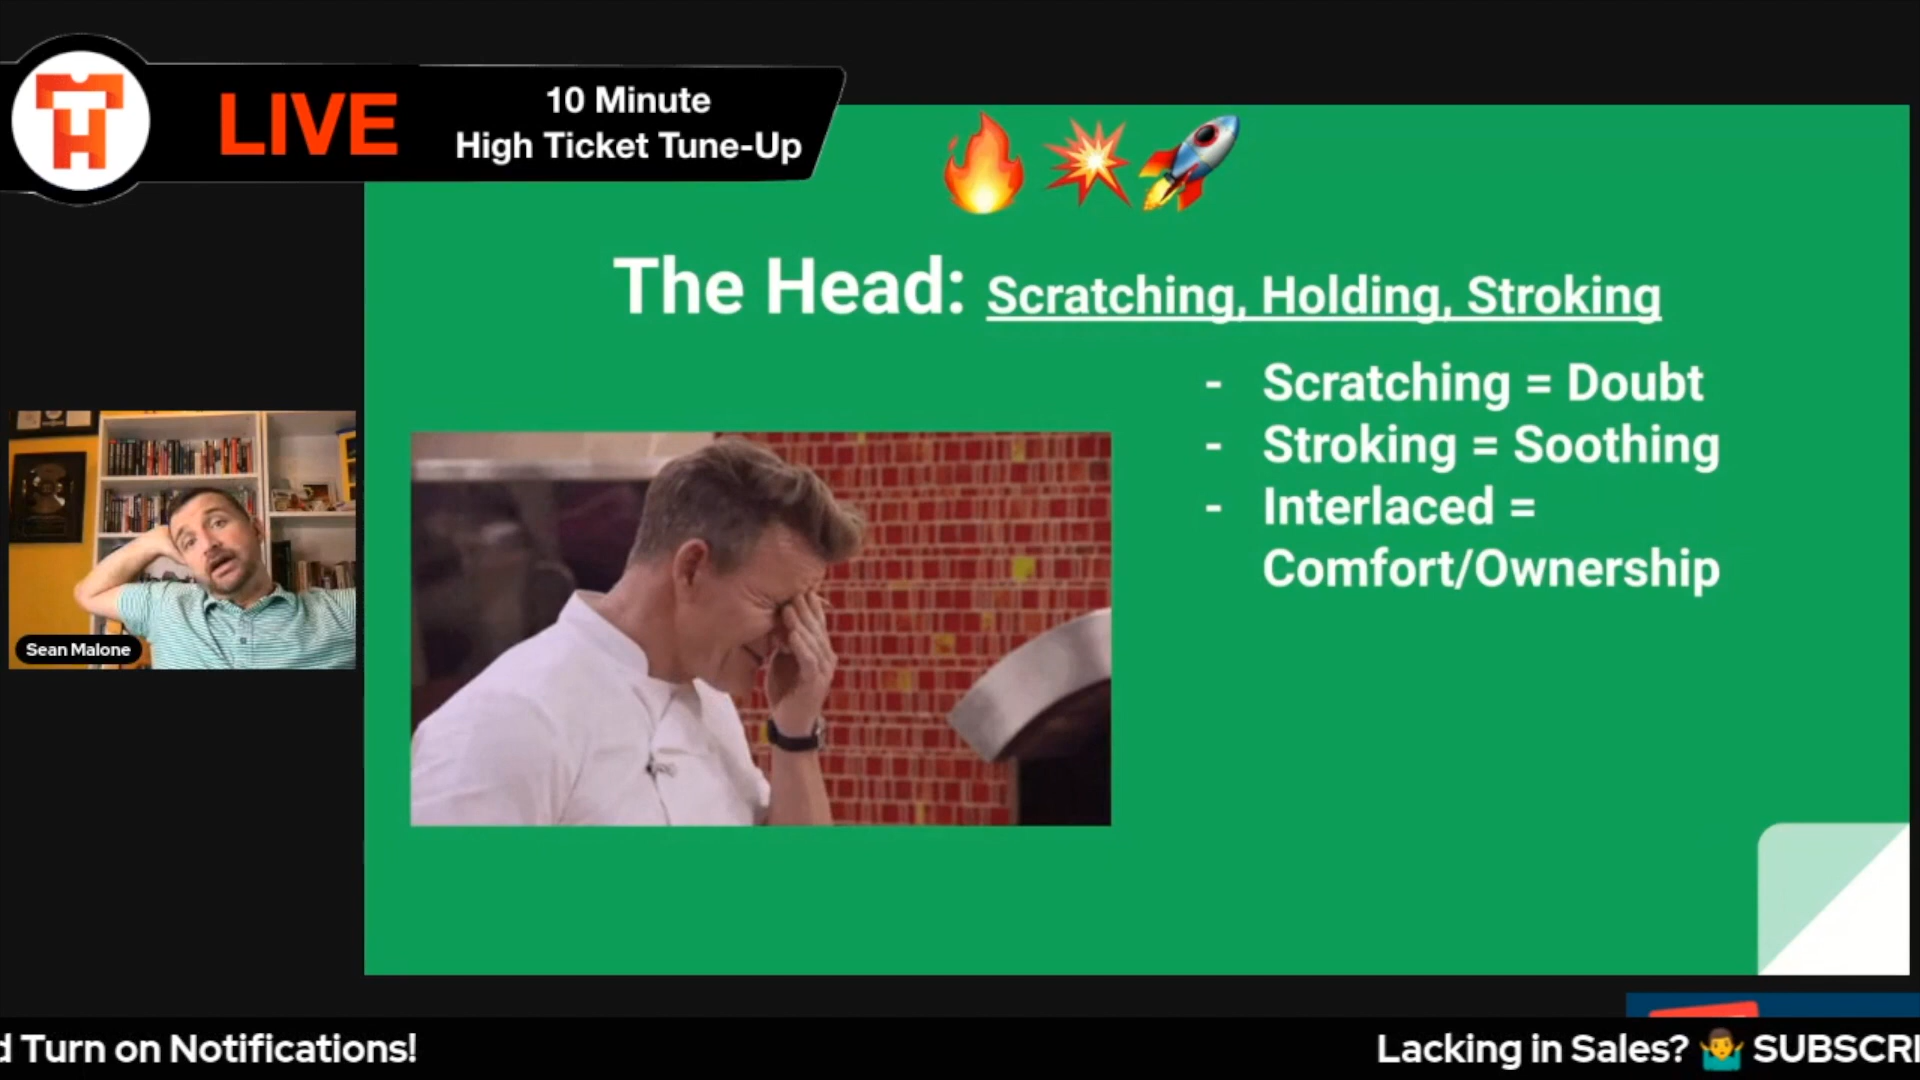 LIVE
10 Minute
High Ticket Tune-Up
The Head: Scratching, Holding, Stroking
- Scratching = Doubt
- Stroking = Soothing
- Interlaced =
Comfort/Ownership
Sean Malone
d Turn on Notifications!
Lacking in Sales? 🤷‍♂️ SUBSCRI